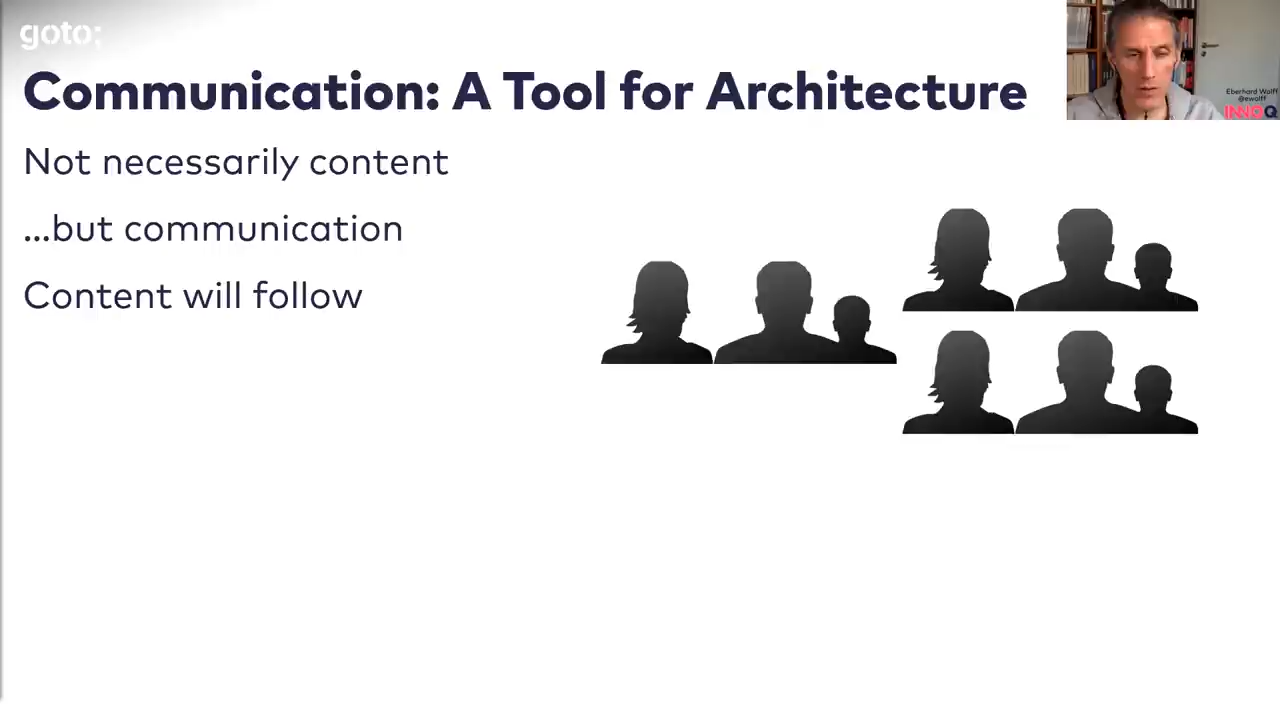 goto;
Communication: A Tool for Architecture
Eberhard Wolff
@ewolff
INNOQ
Not necessarily content
...but communication
Content will follow